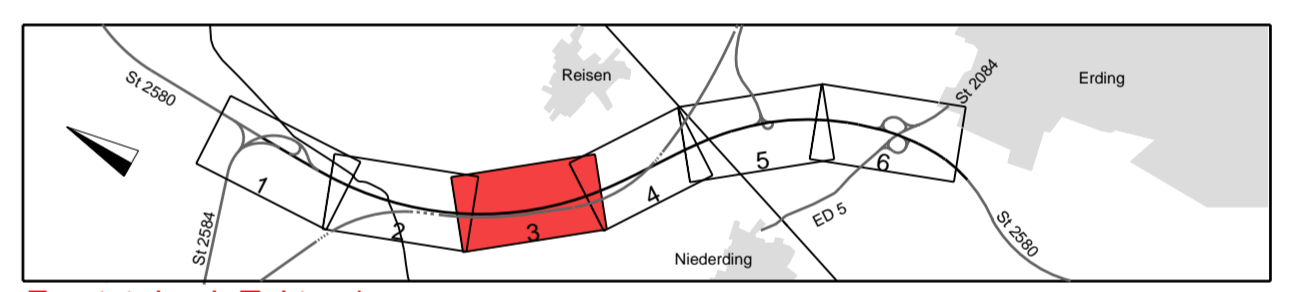 St 2580
Reisen
St 2084
Erding
1
2
3
4
5
6
St 2584
ED 5
Niederding
St 2580